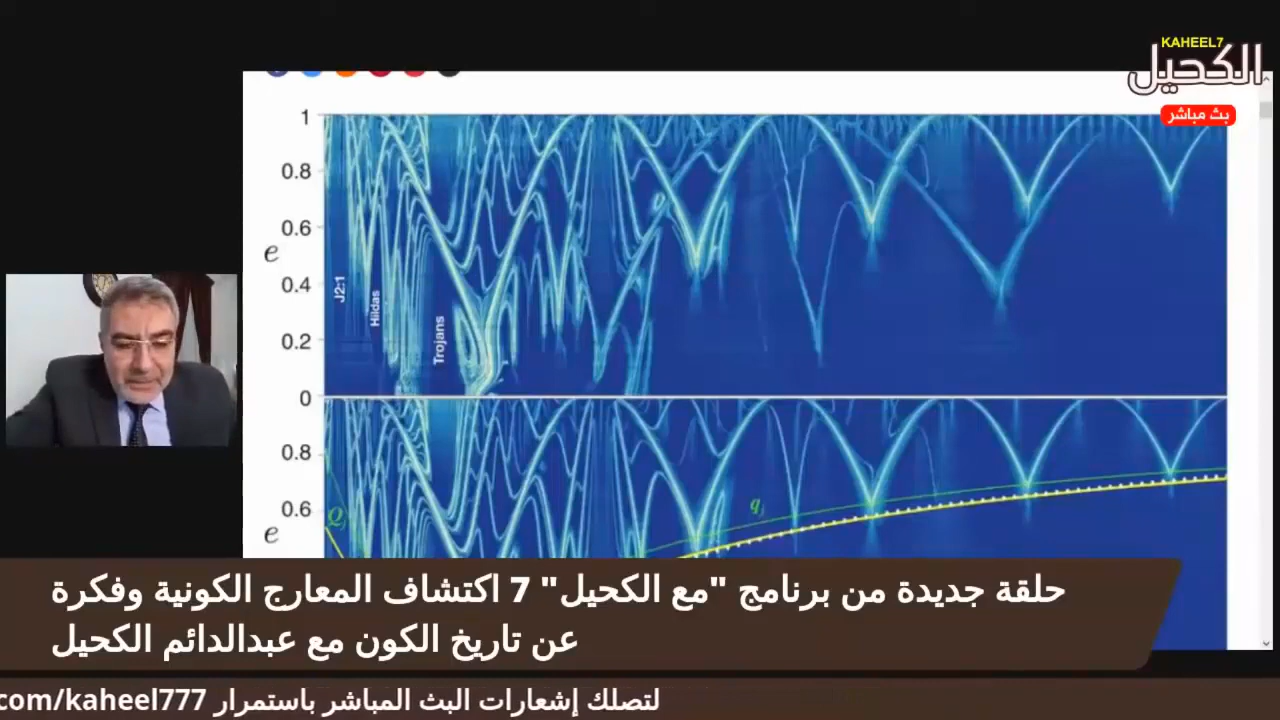 KAHEEL7
الكحيل
بث مباشر
1
0.8
0.6
e
0.4
0.2
0
J2:1
Hildas
Trojans
0.8
0.6
e
Q
q
حلقة جديدة من برنامج "مع الكحيل" 7 اكتشاف المعارج الكونية وفكرة
عن تاريخ الكون مع عبدالدائم الكحيل
لتصلك إشعارات البث المباشر باستمرار com/kaheel777